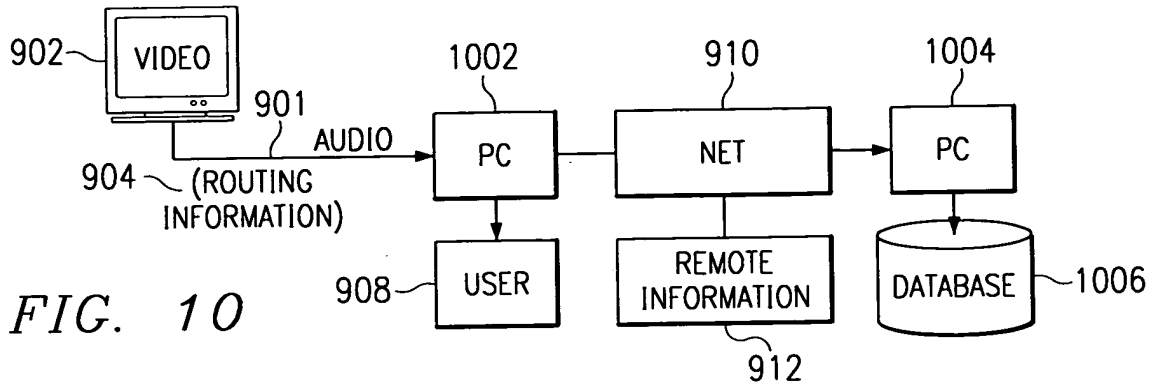 902
VIDEO
901
AUDIO
904
(ROUTING
INFORMATION)
1002
PC
908
USER
910
NET
REMOTE
INFORMATION
912
1004
PC
DATABASE
1006
FIG. 10